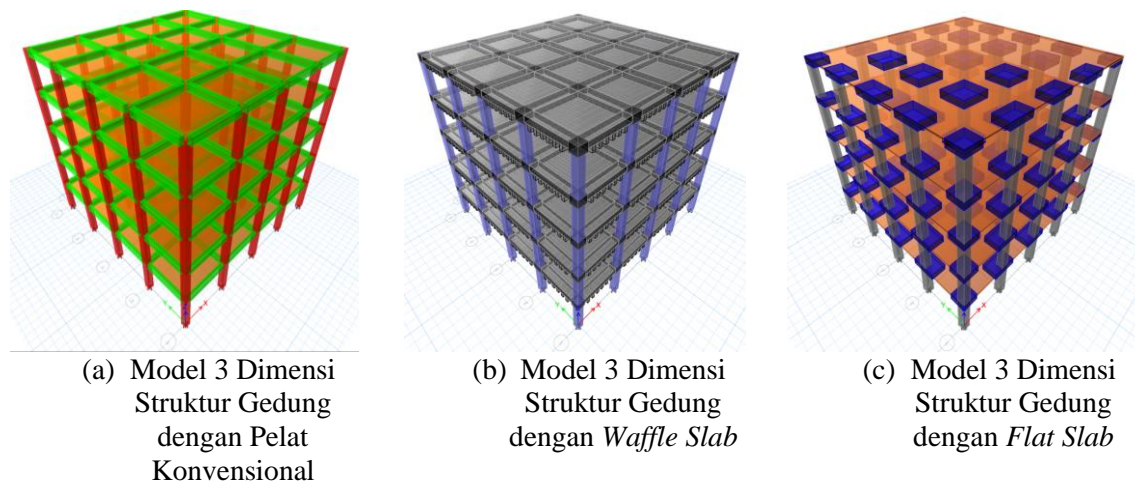 (a) Model 3 Dimensi
Struktur Gedung
dengan Pelat
Konvensional
(b) Model 3 Dimensi
Struktur Gedung
dengan Waffle Slab
(c) Model 3 Dimensi
Struktur Gedung
dengan Flat Slab